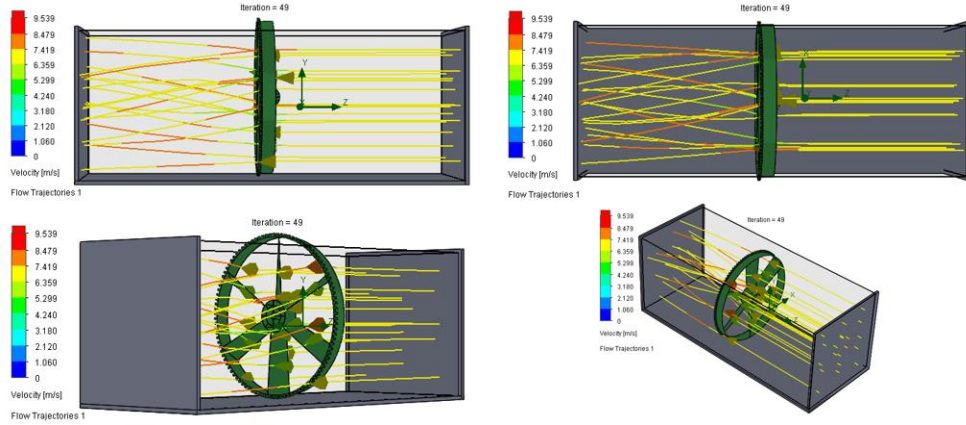 Iteration = 49
9.539
8.479
7.419
6.359
5.299
4.240
3.180
2.120
1.060
0
Velocity [m/s]
Flow Trajectories 1
Y
Z
Iteration = 49
9.539
8.479
7.419
6.359
5.299
4.240
3.180
2.120
1.060
0
Velocity [m/s]
Flow Trajectories 1
X
Z
Iteration = 49
9.539
8.479
7.419
6.359
5.299
4.240
3.180
2.120
1.060
0
Velocity [m/s]
Flow Trajectories 1
Y
Z
Iteration = 49
9.539
8.479
7.419
6.359
5.299
4.240
3.180
2.120
1.060
0
Velocity [m/s]
Flow Trajectories 1
X